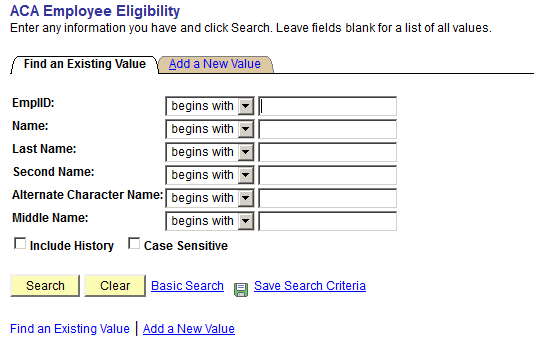 ACA Employee Eligibility
Enter any information you have and click Search. Leave fields blank for a list of all values.
Find an Existing Value Add a New Value
EmplID: begins with
Name: begins with
Last Name: begins with
Second Name: begins with
Alternate Character Name: begins with
Middle Name: begins with
Include History Case Sensitive
Search Clear Basic Search Save Search Criteria
Find an Existing Value | Add a New Value